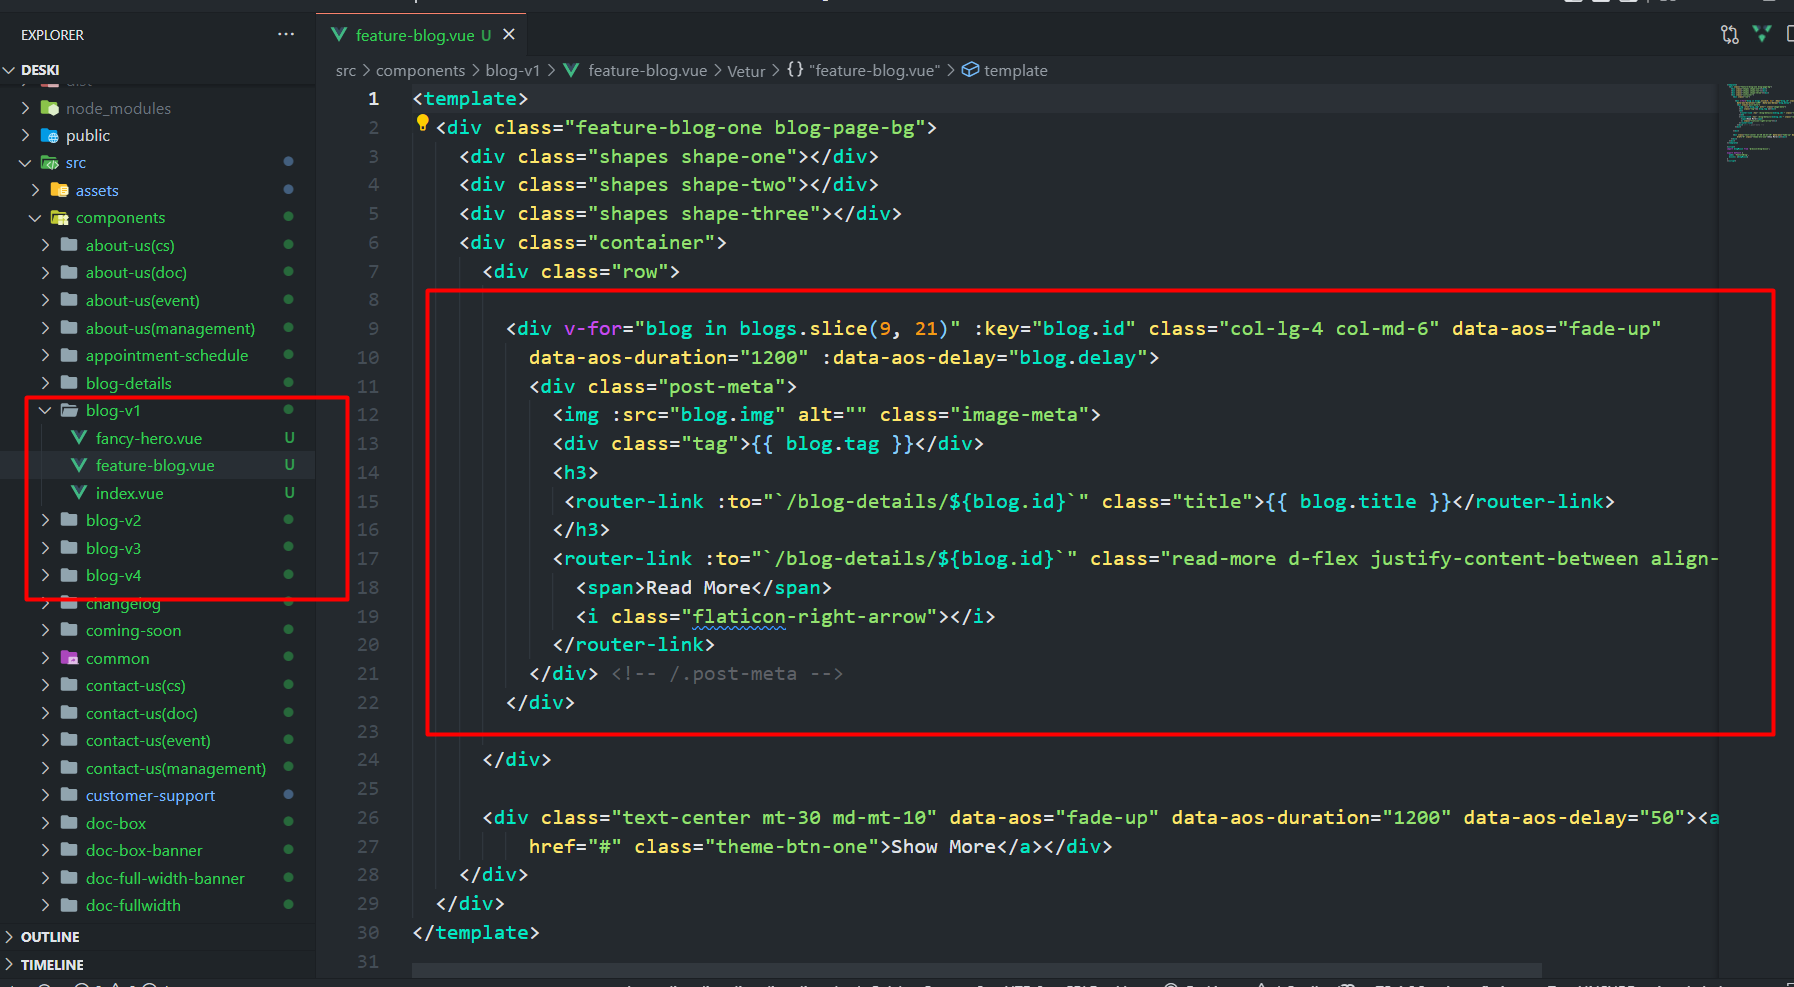 EXPLORER
DESKI
node_modules
public
src
assets
components
about-us(cs)
about-us(doc)
about-us(event)
about-us(management)
appointment-schedule
blog-details
blog-v1
fancy-hero.vue U
feature-blog.vue U
index.vue U
blog-v2
blog-v3
blog-v4
changelog
coming-soon
common
contact-us(cs)
contact-us(doc)
contact-us(event)
contact-us(management)
customer-support
doc-box
doc-box-banner
doc-full-width-banner
doc-fullwidth
OUTLINE
TIMELINE
feature-blog.vue U
src > components > blog-v1 > feature-blog.vue > Vetur > {} "feature-blog.vue" > template
1 <template>
2 <div class="feature-blog-one blog-page-bg">
3 <div class="shapes shape-one"></div>
4 <div class="shapes shape-two"></div>
5 <div class="shapes shape-three"></div>
6 <div class="container">
7 <div class="row">
8
9 <div v-for="blog in blogs.slice(9, 21)" :key="blog.id" class="col-lg-4 col-md-6" data-aos="fade-up"
10 data-aos-duration="1200" :data-aos-delay="blog.delay">
11 <div class="post-meta">
12 <img :src="blog.img" alt="" class="image-meta">
13 <div class="tag">{{ blog.tag }}</div>
14 <h3>
15 <router-link :to="`/blog-details/${blog.id}`" class="title">{{ blog.title }}</router-link>
16 </h3>
17 <router-link :to="`/blog-details/${blog.id}`" class="read-more d-flex justify-content-between align-
18 <span>Read More</span>
19 <i class="flaticon-right-arrow"></i>
20 </router-link>
21 </div> <!-- /.post-meta -->
22 </div>
23
24 </div>
25
26 <div class="text-center mt-30 md-mt-10" data-aos="fade-up" data-aos-duration="1200" data-aos-delay="50"><a
27 href="#" class="theme-btn-one">Show More</a></div>
28 </div>
29 </div>
30 </template>
31